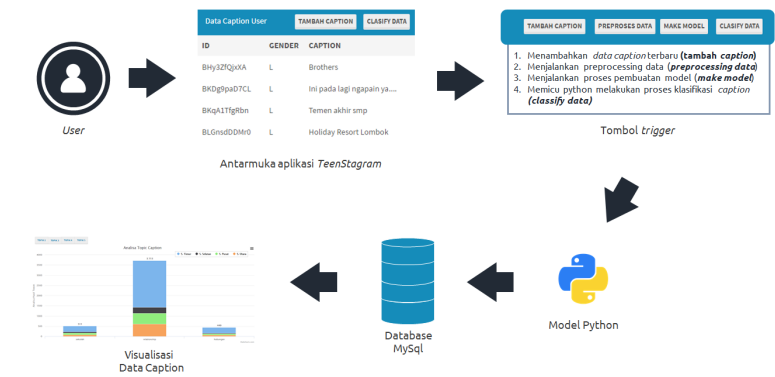 Data Caption User
TAMBAH CAPTION
CLASIFY DATA
ID GENDER CAPTION
BHy3ZfQjxXA L Brothers
BKDg9paD7CL L Ini pada lagi ngapain ya....
BKqA1TfgRbn L Temen akhir smp
BLGnsdDDMr0 L Holiday Resort Lombok
User
Antarmuka aplikasi TeenStagram
TAMBAH CAPTION
PREPROSES DATA
MAKE MODEL
CLASIFY DATA
1. Menambahkan data caption terbaru (tambah caption)
2. Menjalankan preprocessing data (preprocessing data)
3. Menjalankan proses pembuatan model (make model)
4. Memicu python melakukan proses klasifikasi caption
(classify data)
Tombol trigger
Analisa Topic Caption
Visualisasi
Data Caption
Database
MySql
Model Python